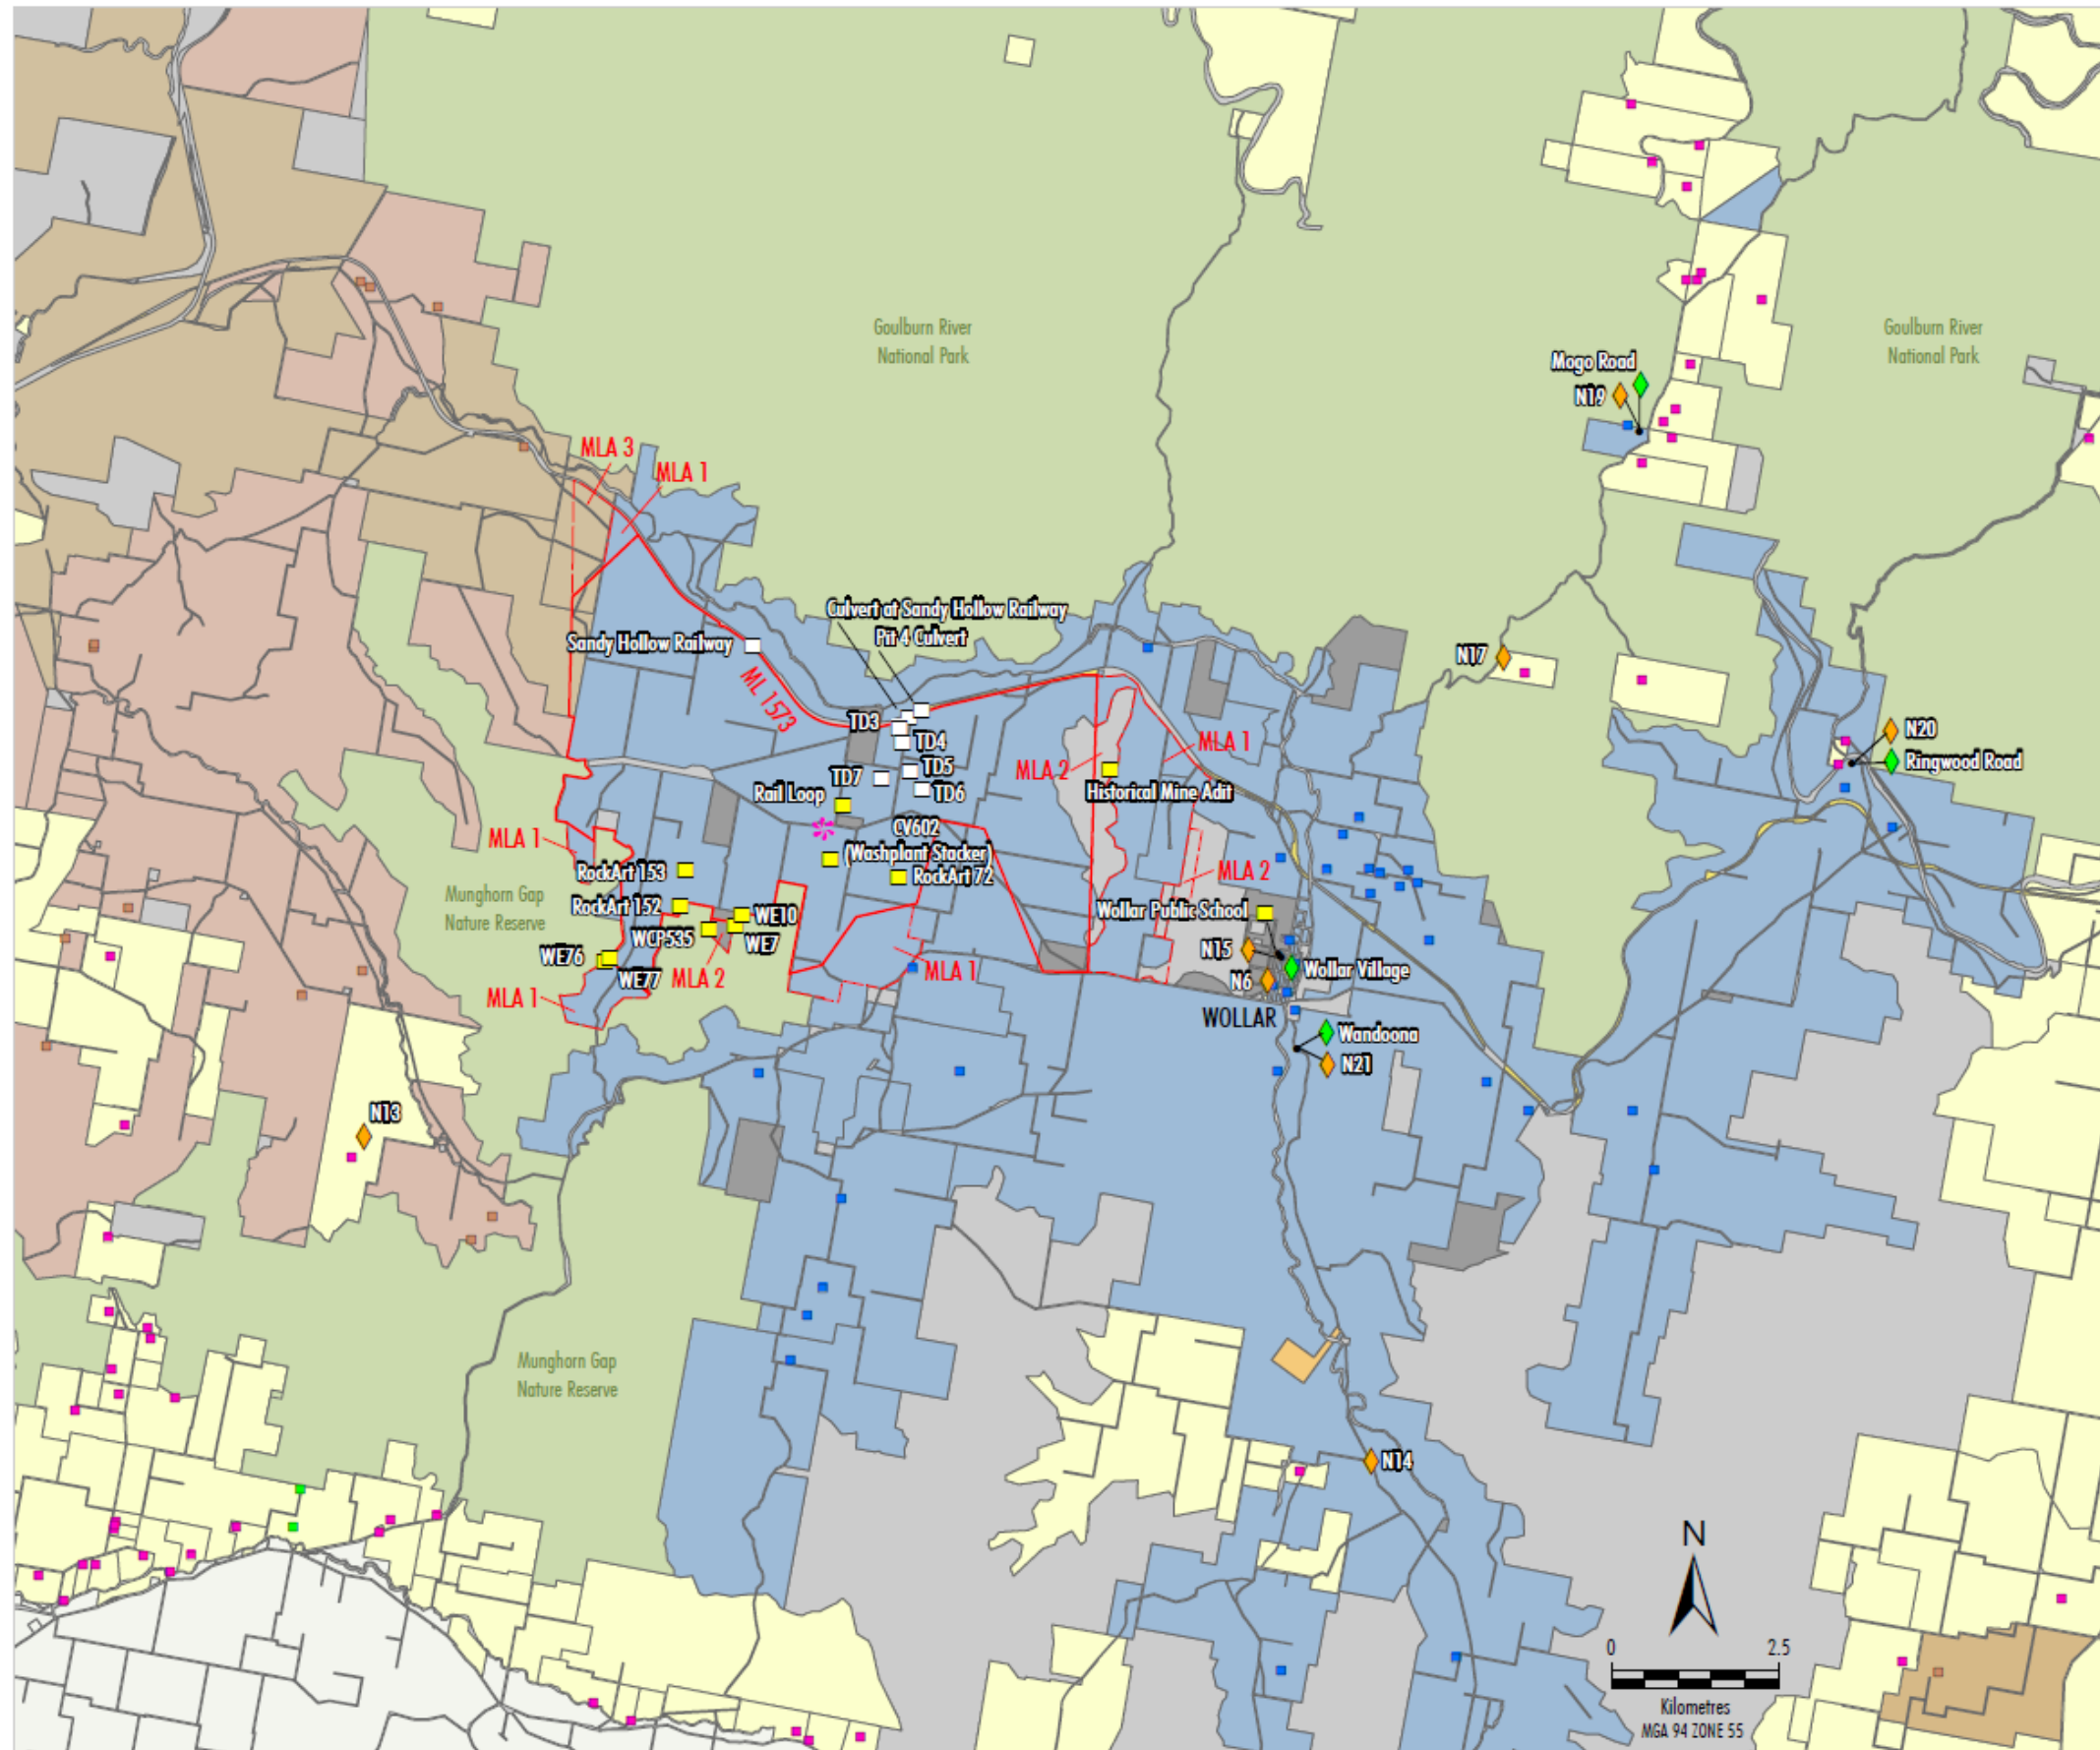 Goulburn River
National Park
Goulburn River
National Park
Mogo Road
N19
MLA 3
MLA 1
Culvert at Sandy Hollow Railway
Pit 4 Culvert
Sandy Hollow Railway
ML 1573
N17
TD3
TD4
N20
MLA 1
Ringwood Road
TD5
MLA 2
TD7
TD6
Rail Loop
Historical Mine Adit
CV602
(Washplant Stacker)
MLA 1
RockArt 153
RockArt 72
MLA 2
Munghorn Gap
Nature Reserve
RockArt 152
WE10
Wollar Public School
WCP535
WE7
N15
WE76
WE77
MLA 2
MLA 1
Wollar Village
N6
MLA 1
WOLLAR
Wandoona
N21
N13
Munghorn Gap
Nature Reserve
N14
N
0 2.5
Kilometres
MGA 94 ZONE 55